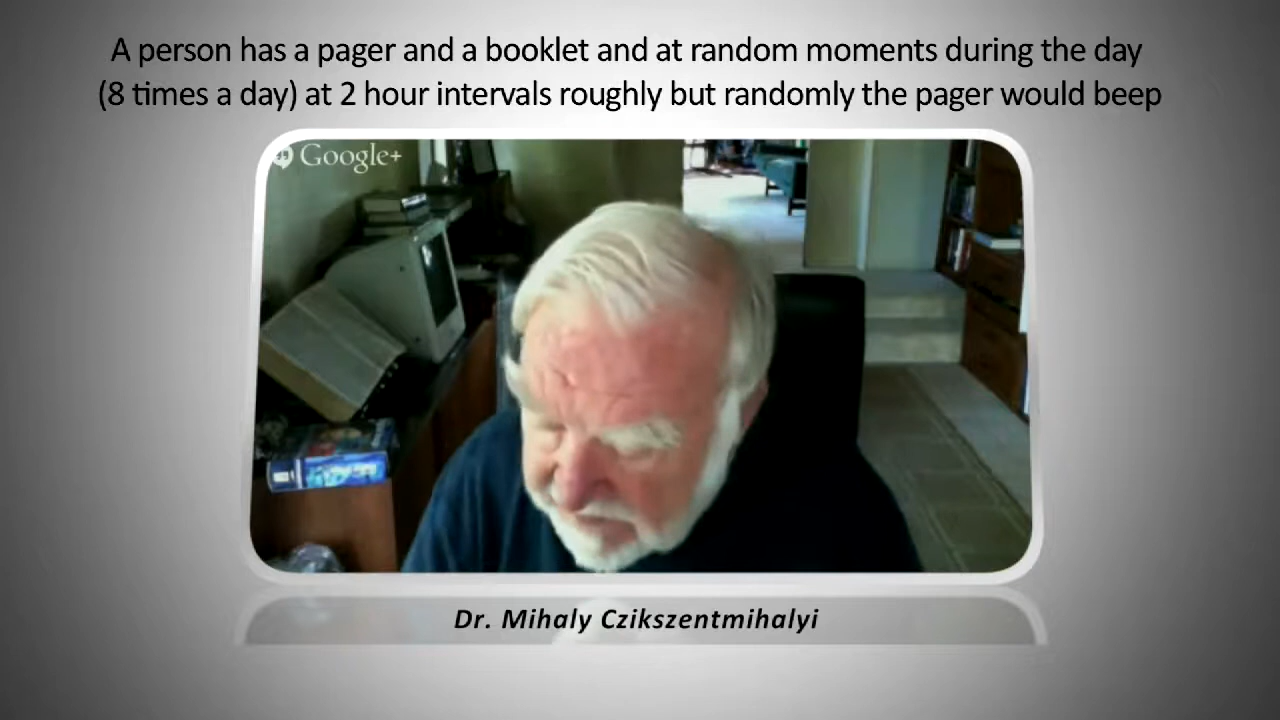 A person has a pager and a booklet and at random moments during the day
(8 times a day) at 2 hour intervals roughly but randomly the pager would beep
Google+
Dr. Mihaly Czikszentmihalyi